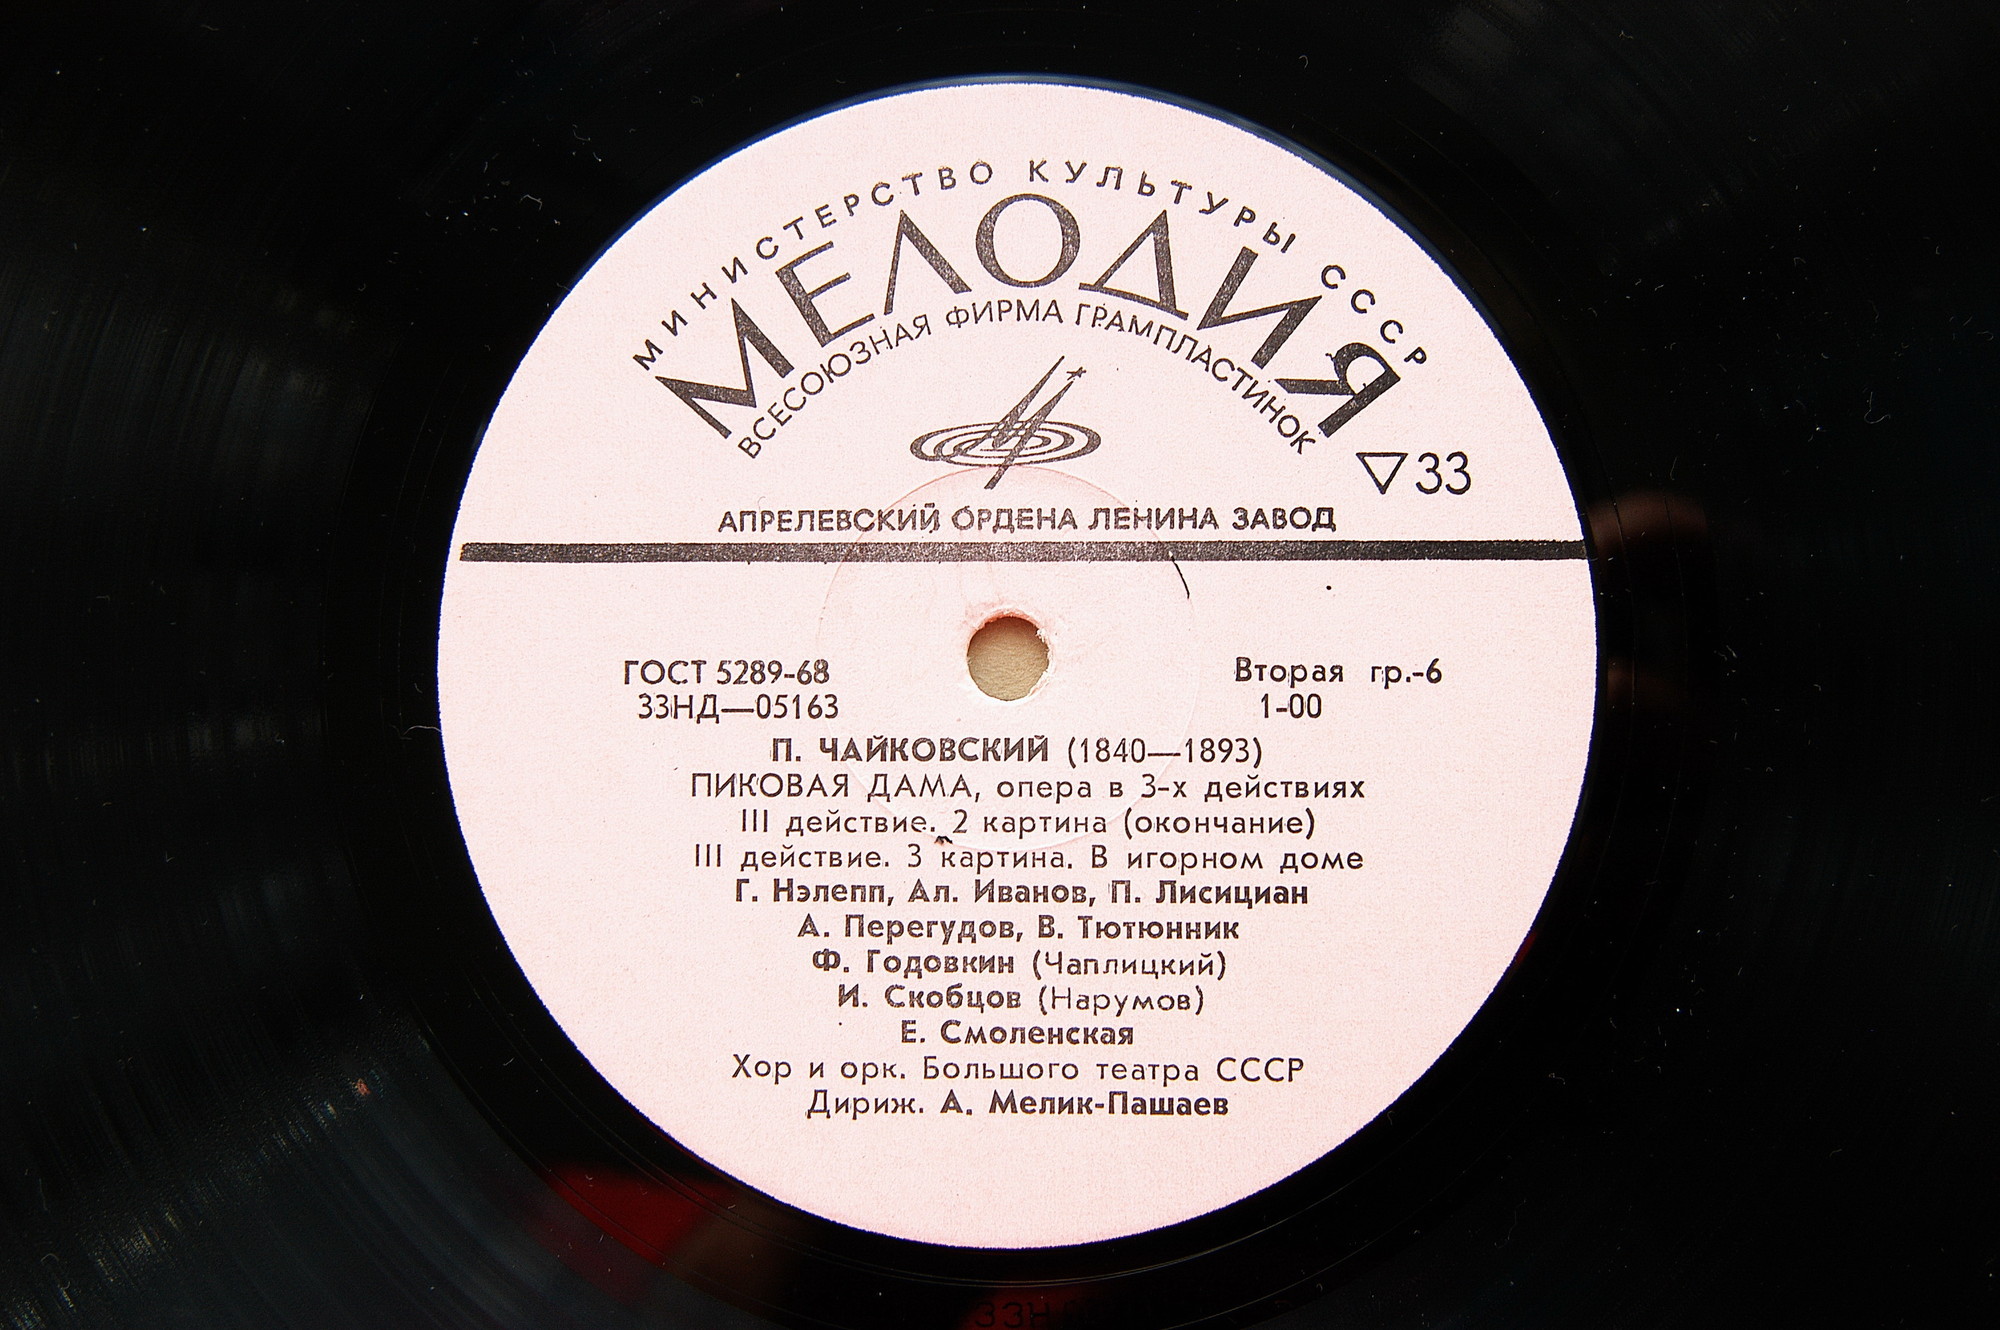 МИНИСТЕРСТВО КУЛЬТУРЫ СССР
МЕЛОДИЯ
ВСЕСОЮЗНАЯ ФИРМА ГРАМПЛАСТИНОК
▽33
АПРЕЛЕВСКИЙ ОРДЕНА ЛЕНИНА ЗАВОД
ГОСТ 5289-68 Вторая гр.-6
33НД—05163 1-00
П. ЧАЙКОВСКИЙ (1840—1893)
ПИКОВАЯ ДАМА, опера в 3-х действиях
III действие. 2 картина (окончание)
III действие. 3 картина. В игорном доме
Г. Нэлепп, Ал. Иванов, П. Лисициан
А. Перегудов, В. Тютюнник
Ф. Годовкин (Чаплицкий)
И. Скобцов (Нарумов)
Е. Смоленская
Хор и орк. Большого театра СССР
Дириж. А. Мелик-Пашаев